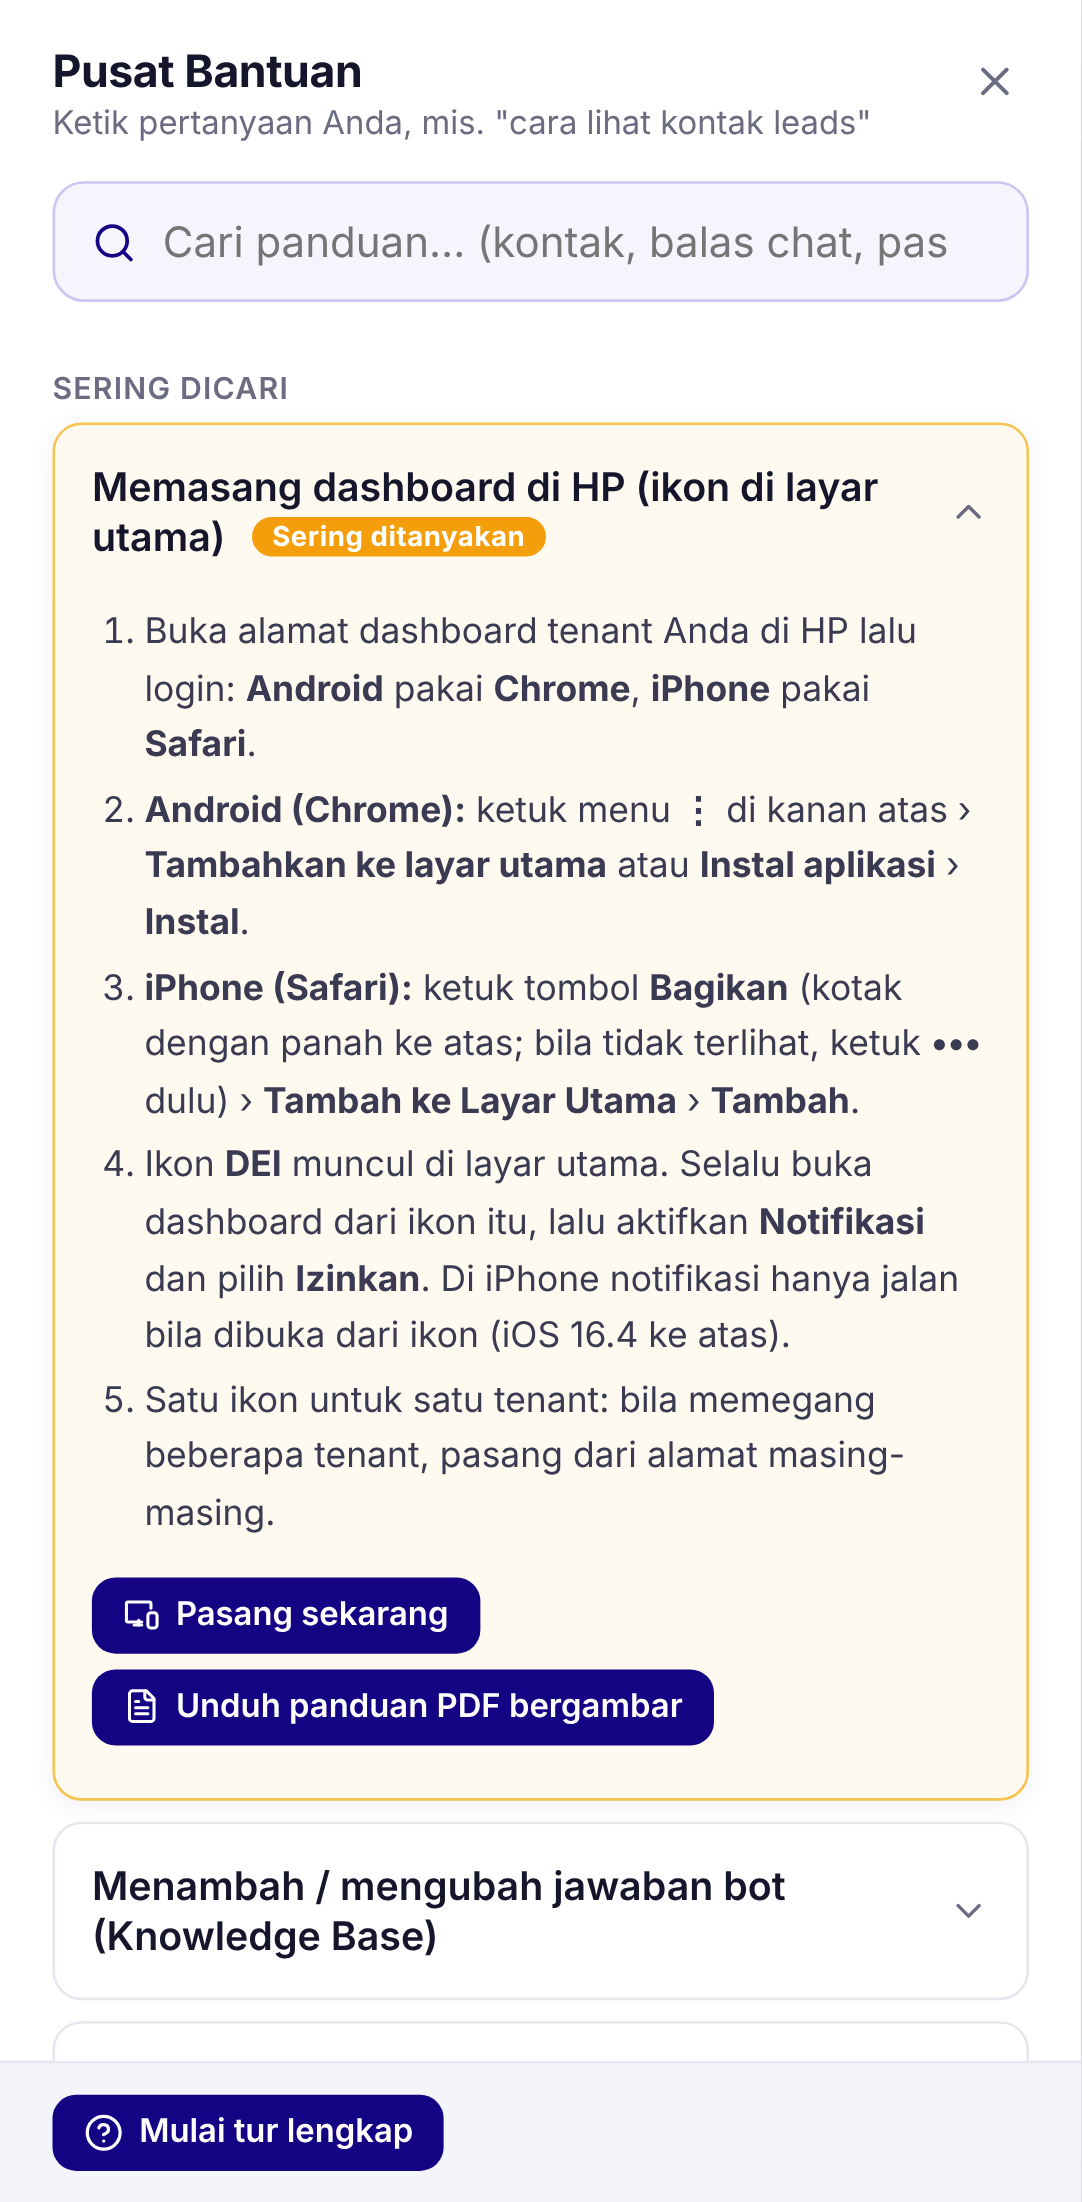 Pusat Bantuan
Ketik pertanyaan Anda, mis. "cara lihat kontak leads"
Cari panduan... (kontak, balas chat, pas
SERING DICARI
Memasang dashboard di HP (ikon di layar
utama) Sering ditanyakan
1. Buka alamat dashboard tenant Anda di HP lalu
login: Android pakai Chrome, iPhone pakai
Safari.
2. Android (Chrome): ketuk menu ⋮ di kanan atas ›
Tambahkan ke layar utama atau Instal aplikasi ›
Instal.
3. iPhone (Safari): ketuk tombol Bagikan (kotak
dengan panah ke atas; bila tidak terlihat, ketuk •••
dulu) › Tambah ke Layar Utama › Tambah.
4. Ikon DEI muncul di layar utama. Selalu buka
dashboard dari ikon itu, lalu aktifkan Notifikasi
dan pilih Izinkan. Di iPhone notifikasi hanya jalan
bila dibuka dari ikon (iOS 16.4 ke atas).
5. Satu ikon untuk satu tenant: bila memegang
beberapa tenant, pasang dari alamat masing-
masing.
Pasang sekarang
Unduh panduan PDF bergambar
Menambah / mengubah jawaban bot
(Knowledge Base)
Mulai tur lengkap